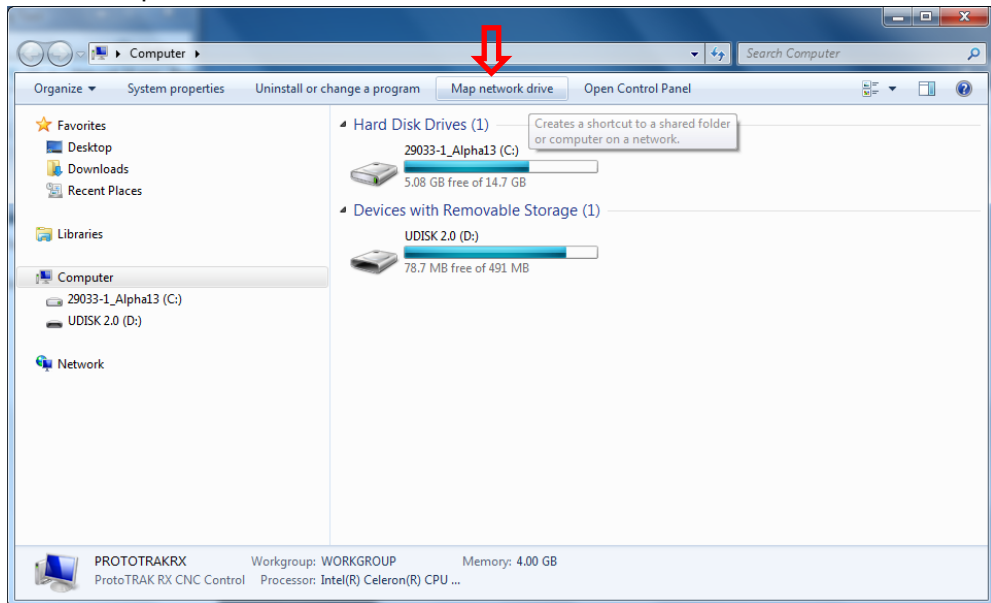 Computer
Search Computer
Organize System properties Uninstall or change a program Map network drive Open Control Panel
Favorites
Desktop
Downloads
Recent Places
Libraries
Computer
29033-1_Alpha13 (C:)
UDISK 2.0 (D:)
Network
Hard Disk Drives (1)
29033-1_Alpha13 (C:)
5.08 GB free of 14.7 GB
Creates a shortcut to a shared folder
or computer on a network.
Devices with Removable Storage (1)
UDISK 2.0 (D:)
78.7 MB free of 491 MB
PROTOTRAKRX Workgroup: WORKGROUP Memory: 4.00 GB
ProtoTRAK RX CNC Control Processor: Intel(R) Celeron(R) CPU ...